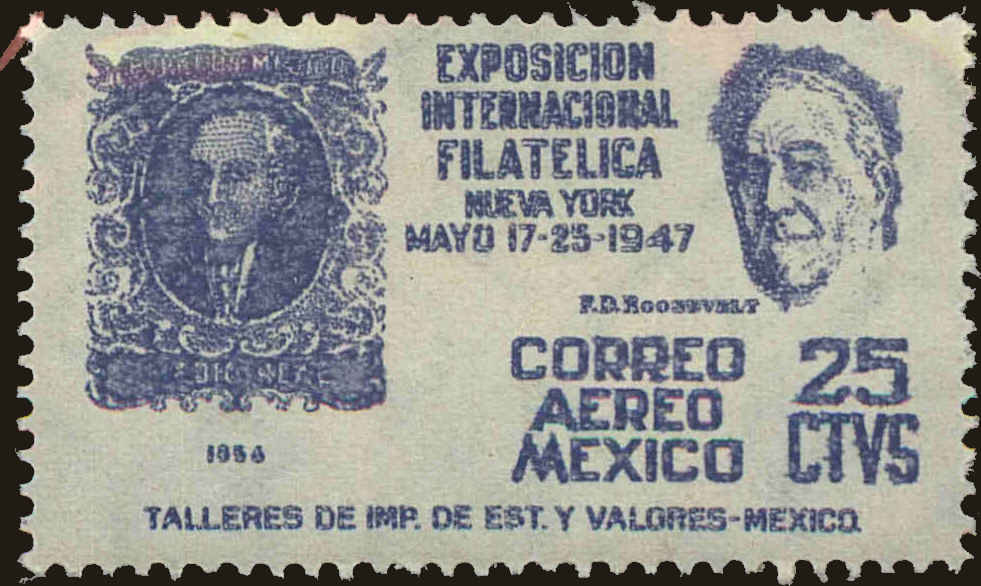 EXPOSICION
INTERNACIONAL
FILATELICA
NUEVA YORK
MAYO 17-25-1947
F.D. ROOSEVELT
CORREO
AEREO
MEXICO
25
CTVS
1856
TALLERES DE IMP. DE EST. Y VALORES-MEXICO.